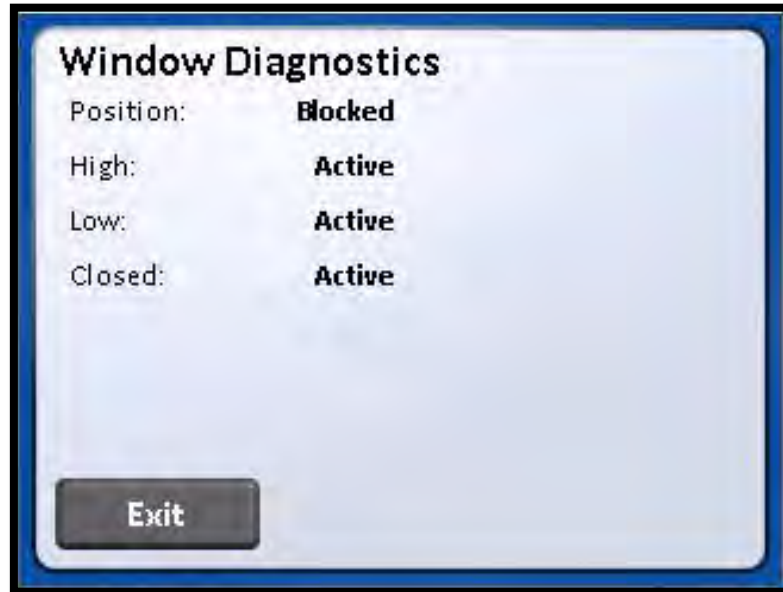 Window Diagnostics
Position: Blocked
High: Active
Low: Active
Closed: Active
Exit